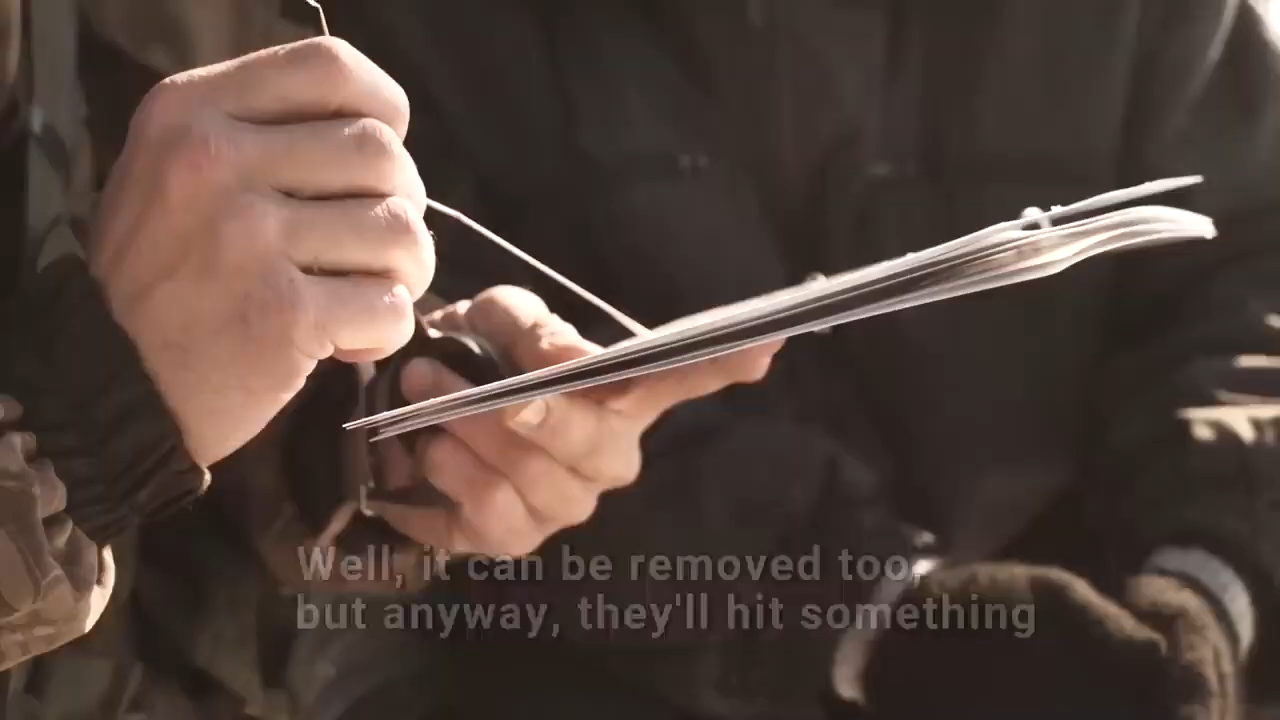 Well, it can be removed too,
but anyway, they'll hit something